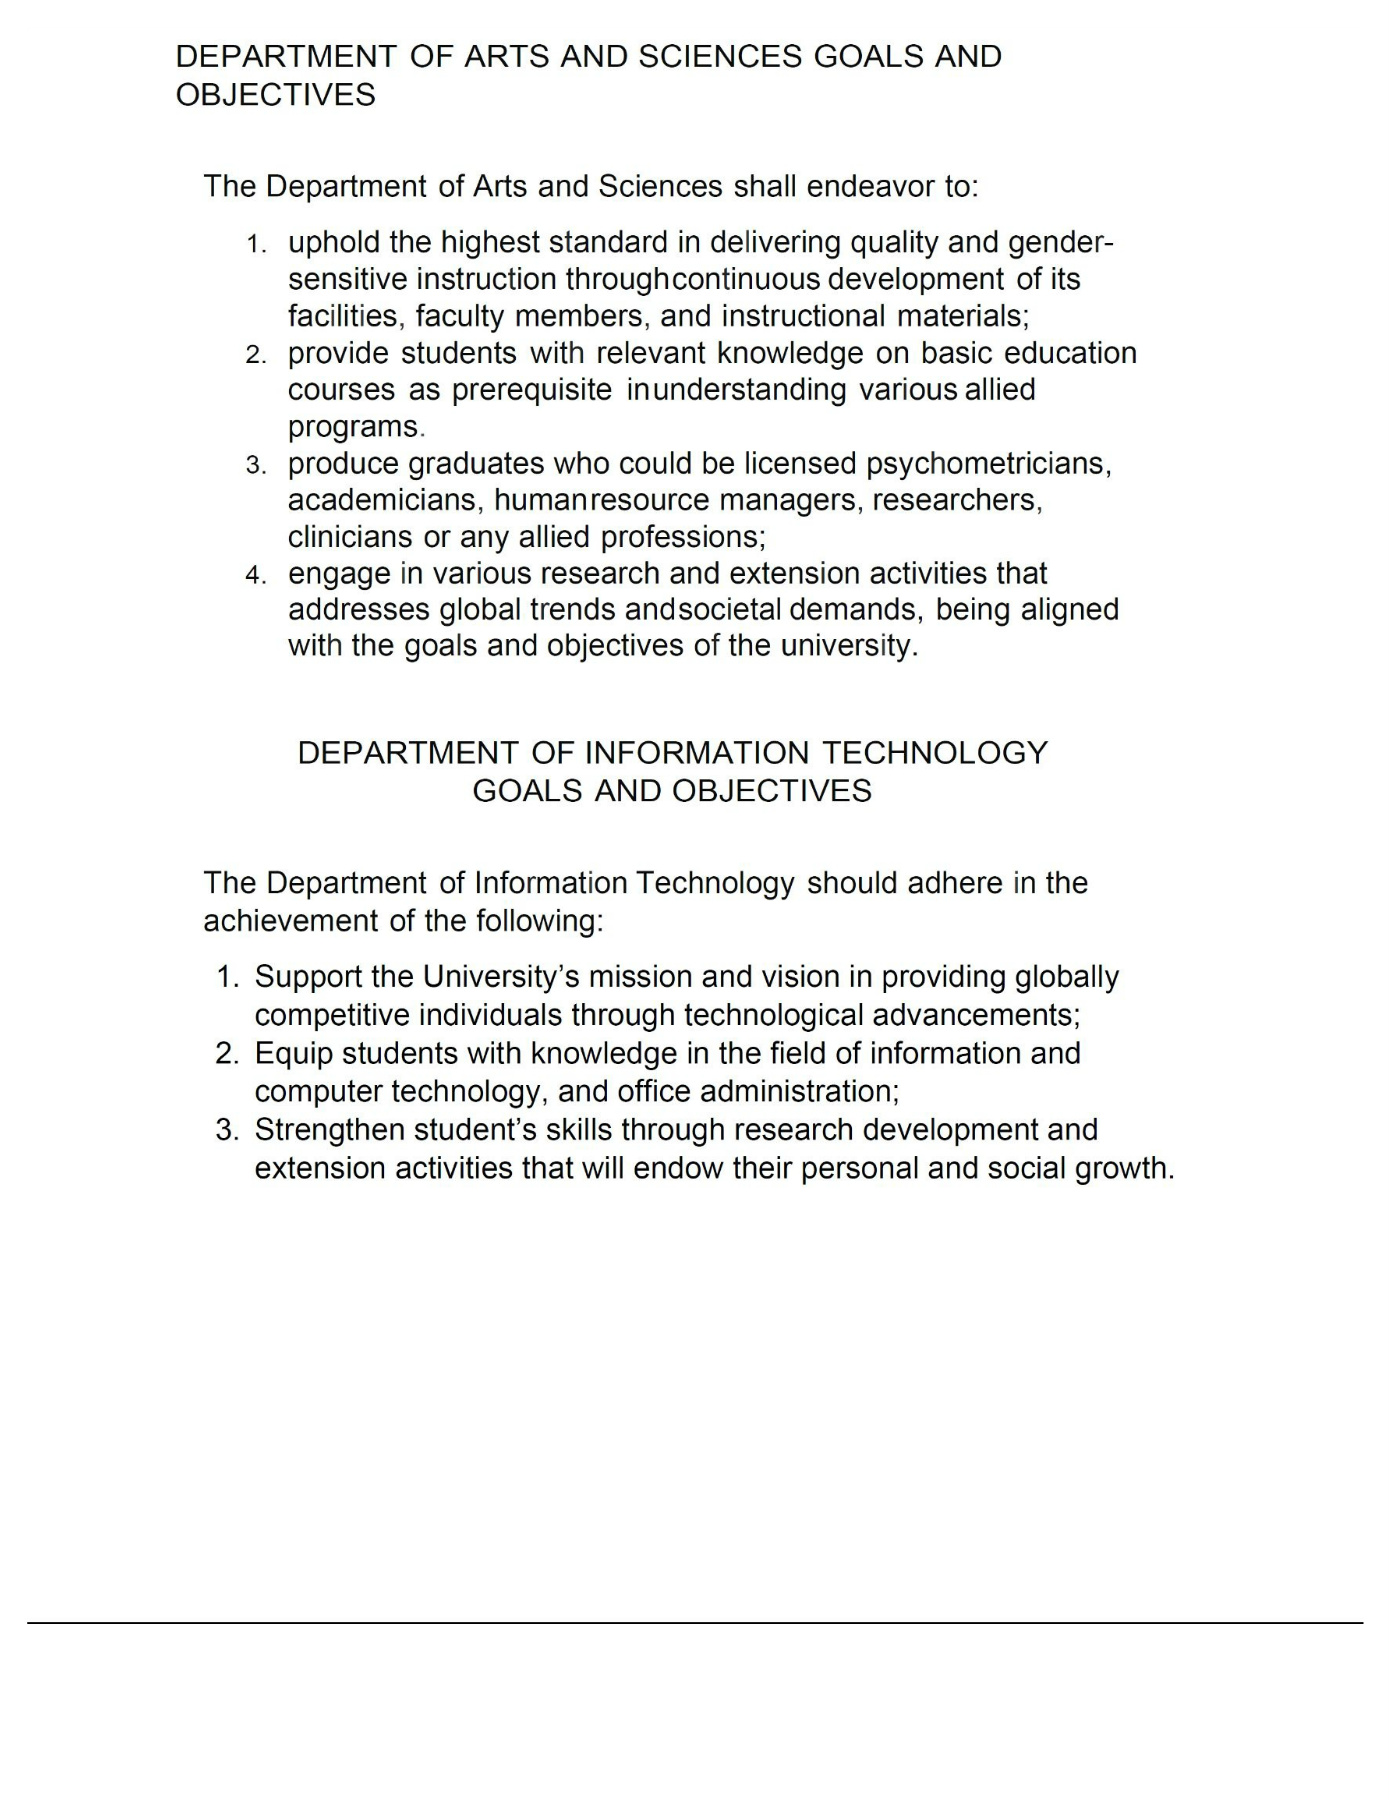 DEPARTMENT OF ARTS AND SCIENCES GOALS AND
OBJECTIVES
The Department of Arts and Sciences shall endeavor to:
1. uphold the highest standard in delivering quality and gender-
sensitive instruction throughcontinuous development of its
facilities, faculty members, and instructional materials;
2. provide students with relevant knowledge on basic education
courses as prerequisite inunderstanding various allied
programs.
3. produce graduates who could be licensed psychometricians,
academicians, humanresource managers, researchers,
clinicians or any allied professions;
4. engage in various research and extension activities that
addresses global trends andsocietal demands, being aligned
with the goals and objectives of the university.
DEPARTMENT OF INFORMATION TECHNOLOGY
GOALS AND OBJECTIVES
The Department of Information Technology should adhere in the
achievement of the following:
1. Support the University’s mission and vision in providing globally
competitive individuals through technological advancements;
2. Equip students with knowledge in the field of information and
computer technology, and office administration;
3. Strengthen student’s skills through research development and
extension activities that will endow their personal and social growth.